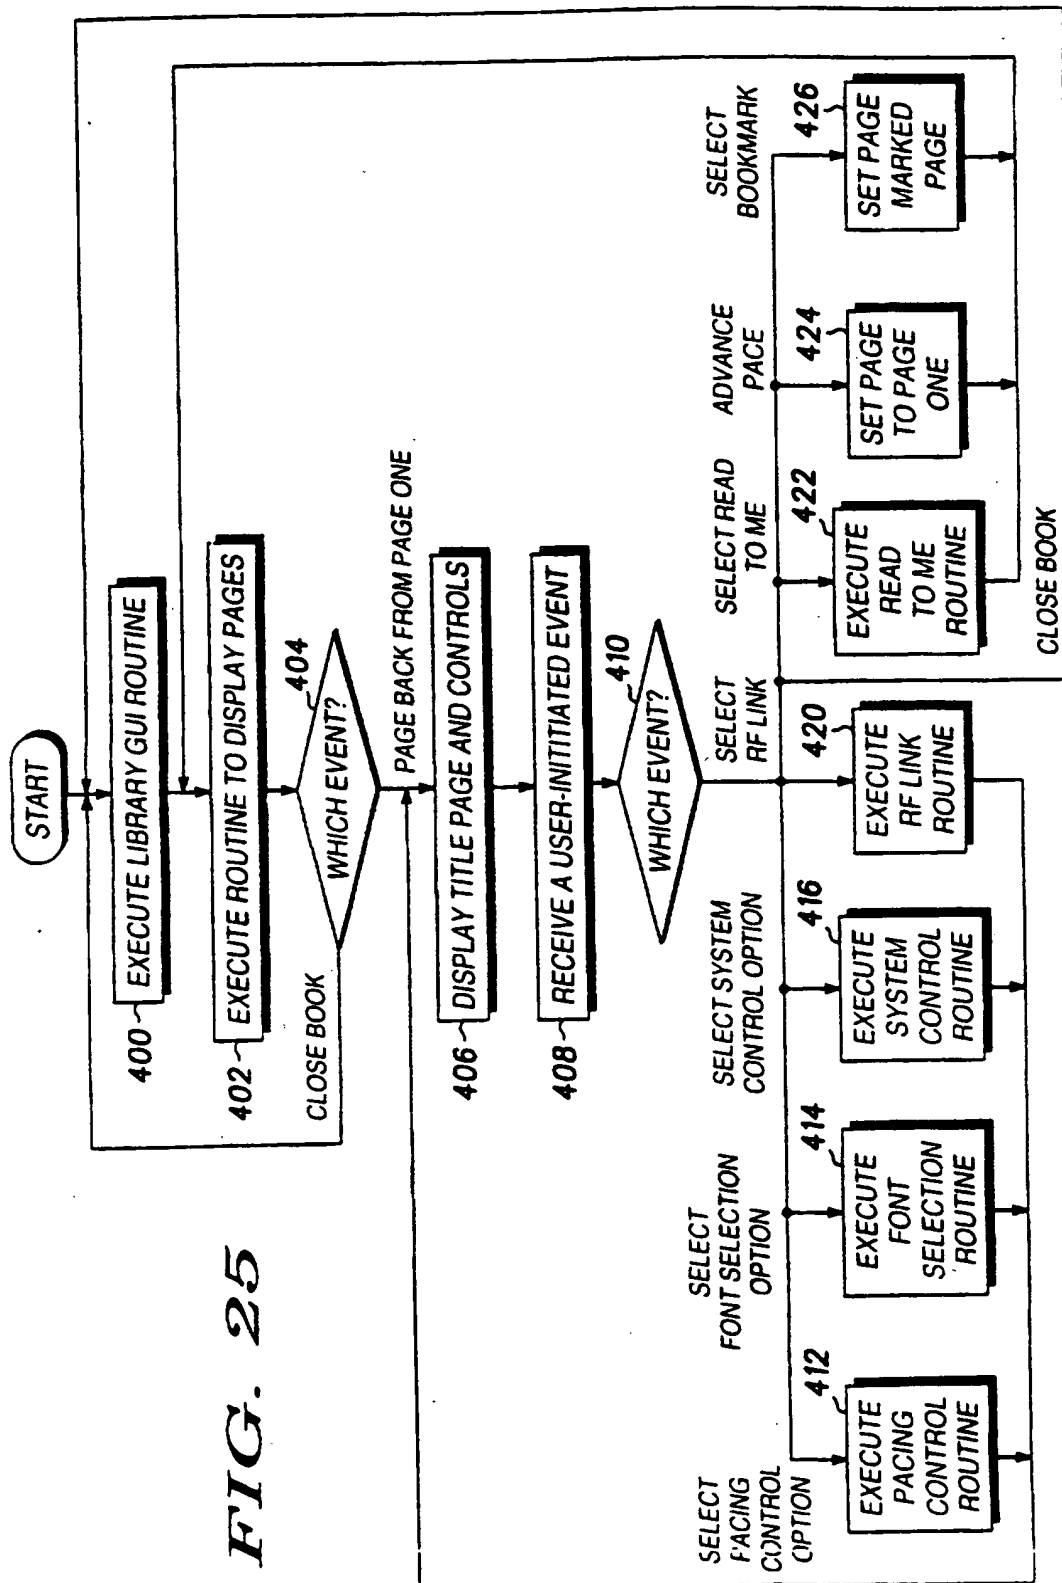 FIG. 25
START
400
EXECUTE LIBRARY GUI ROUTINE
402
EXECUTE ROUTINE TO DISPLAY PAGES
404
WHICH EVENT?
CLOSE BOOK
PAGE BACK FROM PAGE ONE
406
DISPLAY TITLE PAGE AND CONTROLS
408
RECEIVE A USER-INITITIATED EVENT
410
WHICH EVENT?
SELECT
PACING
CONTROL
OPTION
412
EXECUTE
PACING
CONTROL
ROUTINE
SELECT
FONT SELECTION
OPTION
414
EXECUTE
FONT
SELECTION
ROUTINE
SELECT SYSTEM
CONTROL OPTION
416
EXECUTE
SYSTEM
CONTROL
ROUTINE
SELECT
RF LINK
420
EXECUTE
RF LINK
ROUTINE
SELECT READ
TO ME
422
EXECUTE
READ
TO ME
ROUTINE
ADVANCE
PACE
424
SET PAGE
TO PAGE
ONE
SELECT
BOOKMARK
426
SET PAGE
MARKED
PAGE
CLOSE BOOK